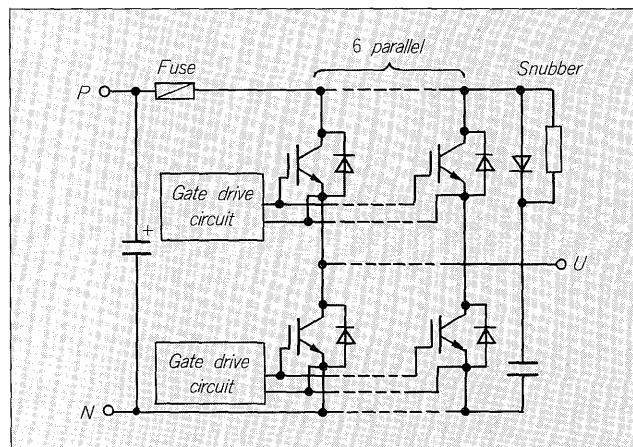 6 parallel
Fuse
Snubber
P
Gate drive
circuit
+
U
Gate drive
circuit
N